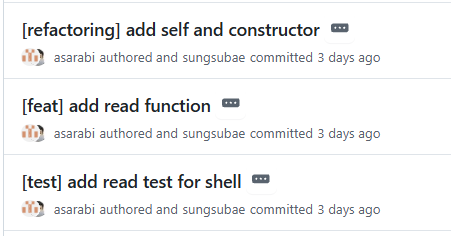 [refactoring] add self and constructor
asarabi authored and sungsubae committed 3 days ago
[feat] add read function
asarabi authored and sungsubae committed 3 days ago
[test] add read test for shell
asarabi authored and sungsubae committed 3 days ago